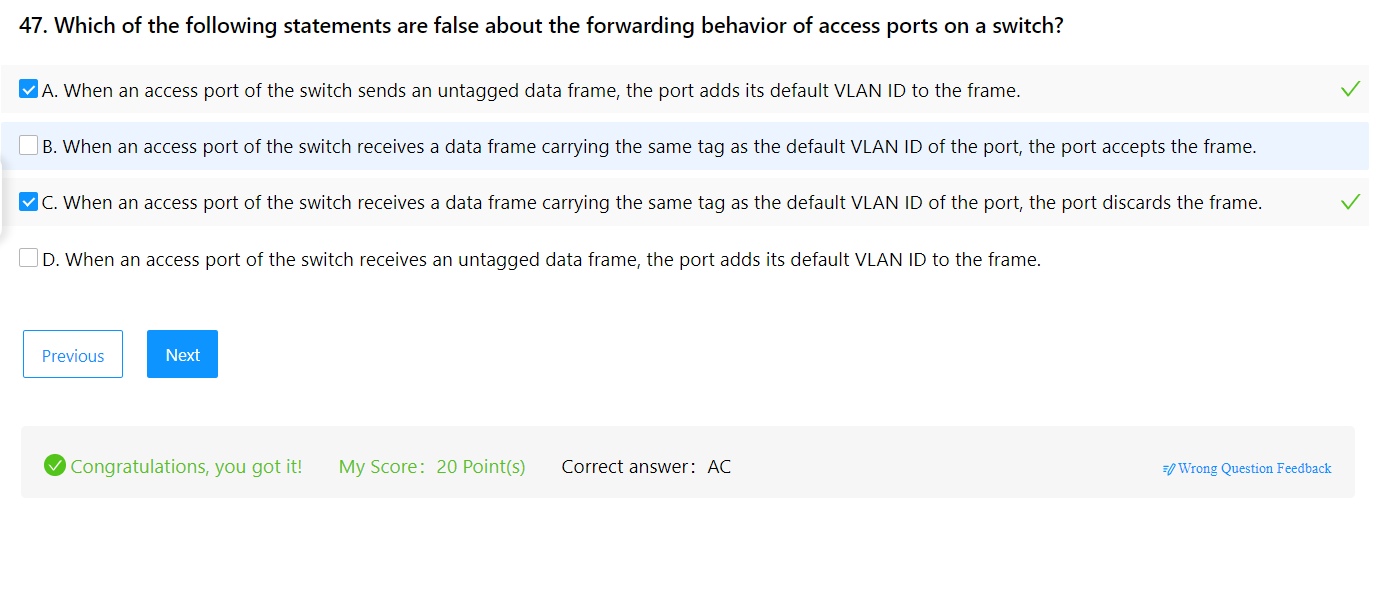 47. Which of the following statements are false about the forwarding behavior of access ports on a switch?
A. When an access port of the switch sends an untagged data frame, the port adds its default VLAN ID to the frame.
B. When an access port of the switch receives a data frame carrying the same tag as the default VLAN ID of the port, the port accepts the frame.
C. When an access port of the switch receives a data frame carrying the same tag as the default VLAN ID of the port, the port discards the frame.
D. When an access port of the switch receives an untagged data frame, the port adds its default VLAN ID to the frame.
Previous Next
Congratulations, you got it! My Score: 20 Point(s) Correct answer: AC Wrong Question Feedback